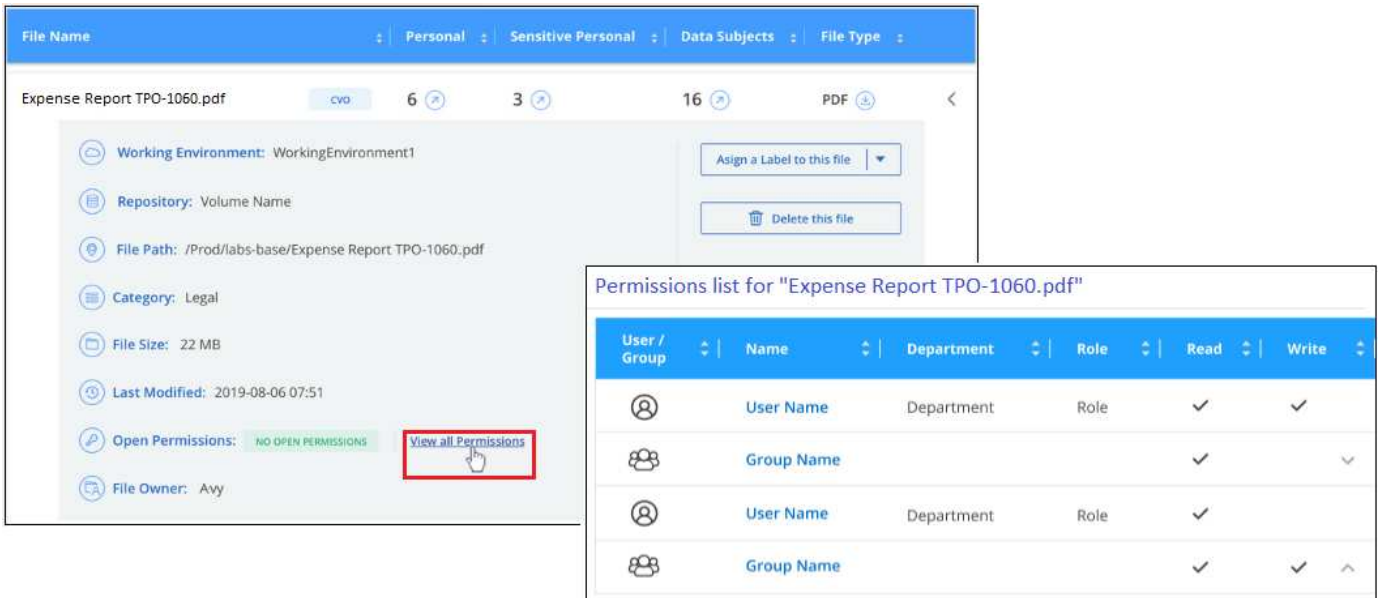 File Name Personal Sensitive Personal Data Subjects File Type
Expense Report TPO-1060.pdf CVO 6 3 16 PDF
Working Environment: WorkingEnvironment1
Asign a Label to this file
Repository: Volume Name
Delete this file
File Path: /Prod/labs-base/Expense Report TPO-1060.pdf
Category: Legal
File Size: 22 MB
Last Modified: 2019-08-06 07:51
Open Permissions: NO OPEN PERMISSIONS View all Permissions
File Owner: Avy
Permissions list for "Expense Report TPO-1060.pdf"
User /
Group Name Department Role Read Write
User Name Department Role
Group Name
User Name Department Role
Group Name